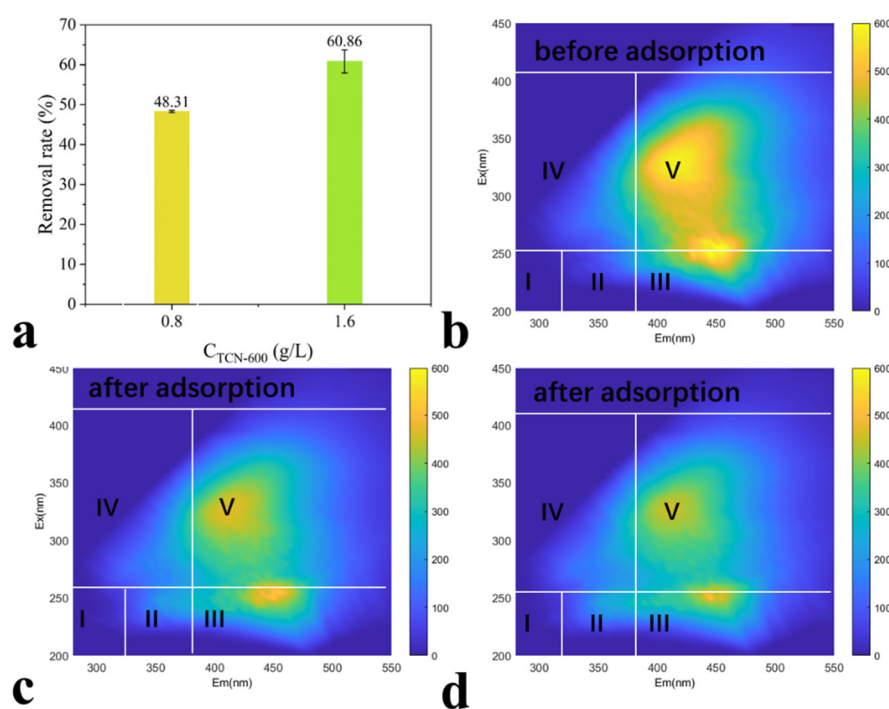 70
60
50
40
30
20
10
0
Removal rate (%)
48.31
60.86
0.8
1.6
C_TCN-600 (g/L)
a
450
400
350
300
250
200
Ex(nm)
before adsorption
IV
V
I
II
III
300
350
400
450
500
550
Em(nm)
600
500
400
300
200
100
0
b
450
400
350
300
250
200
Ex(nm)
after adsorption
IV
V
I
II
III
300
350
400
450
500
550
Em(nm)
600
500
400
300
200
100
0
c
450
400
350
300
250
200
Ex(nm)
after adsorption
IV
V
I
II
III
300
350
400
450
500
550
Em(nm)
600
500
400
300
200
100
0
d